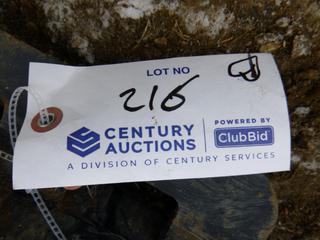 LOT NO
216
CENTURY
AUCTIONS
POWERED BY
ClubBid
A DIVISION OF CENTURY SERVICES